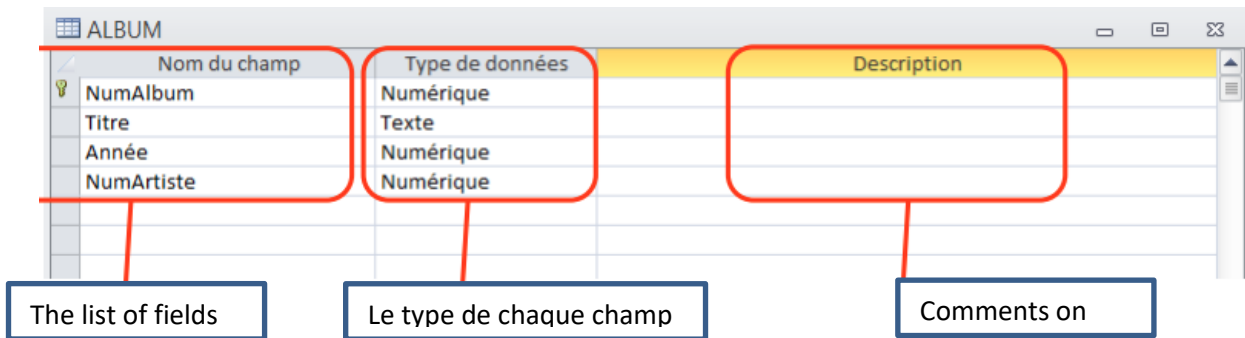 ALBUM
Nom du champ Type de données Description
NumAlbum Numérique
Titre Texte
Année Numérique
NumArtiste Numérique
The list of fields Le type de chaque champ Comments on